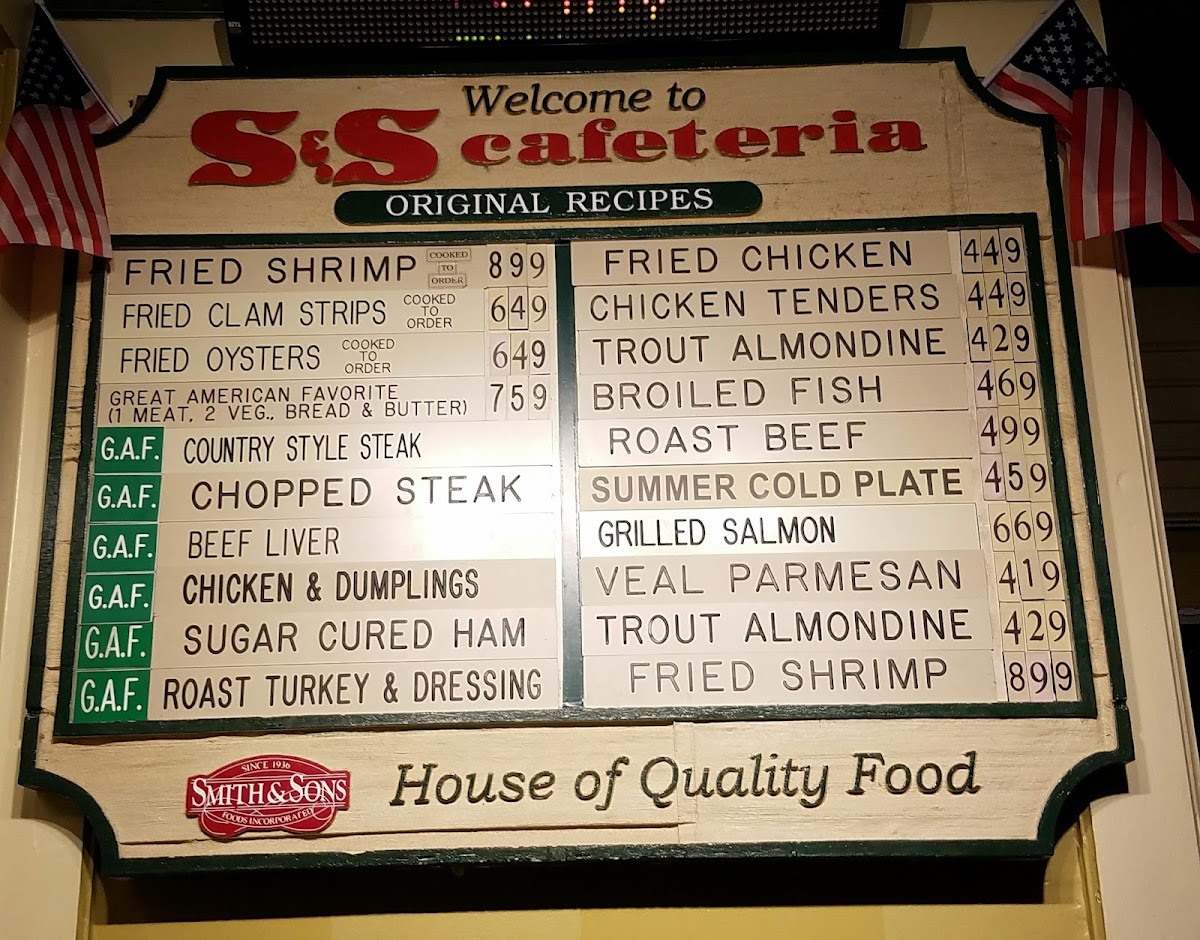 Welcome to
S&S cafeteria
ORIGINAL RECIPES
FRIED SHRIMP COOKED TO ORDER 899
FRIED CLAM STRIPS COOKED TO ORDER 649
FRIED OYSTERS COOKED TO ORDER 649
GREAT AMERICAN FAVORITE
(1 MEAT, 2 VEG., BREAD & BUTTER) 759
G.A.F. COUNTRY STYLE STEAK
G.A.F. CHOPPED STEAK
G.A.F. BEEF LIVER
G.A.F. CHICKEN & DUMPLINGS
G.A.F. SUGAR CURED HAM
G.A.F. ROAST TURKEY & DRESSING
FRIED CHICKEN 449
CHICKEN TENDERS 449
TROUT ALMONDINE 429
BROILED FISH 469
ROAST BEEF 499
SUMMER COLD PLATE 459
GRILLED SALMON 669
VEAL PARMESAN 419
TROUT ALMONDINE 429
FRIED SHRIMP 899
SINCE 1936
SMITH & SONS
FOODS INCORPORATED
House of Quality Food